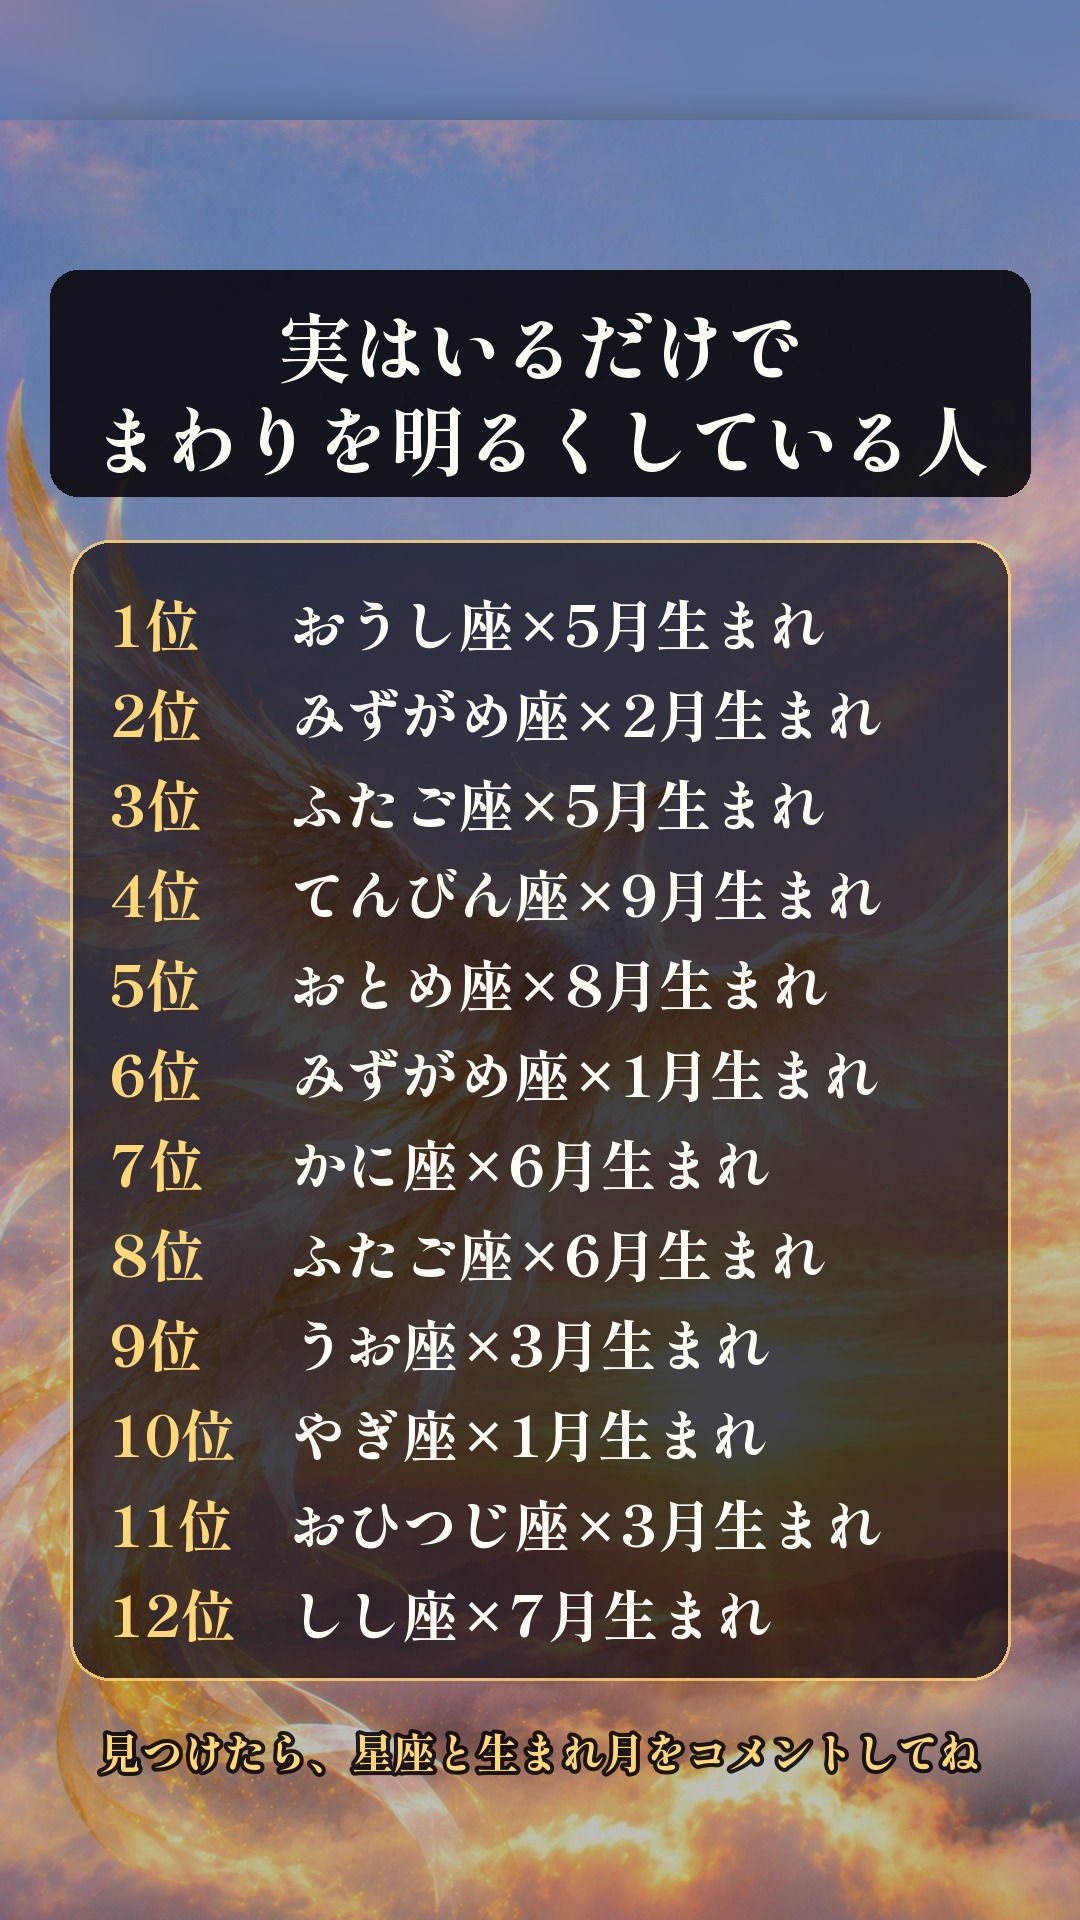 実はいるだけで
まわりを明るくしている人
1位 おうし座×5月生まれ
2位 みずがめ座×2月生まれ
3位 ふたご座×5月生まれ
4位 てんびん座×9月生まれ
5位 おとめ座×8月生まれ
6位 みずがめ座×1月生まれ
7位 かに座×6月生まれ
8位 ふたご座×6月生まれ
9位 うお座×3月生まれ
10位 やぎ座×1月生まれ
11位 おひつじ座×3月生まれ
12位 しし座×7月生まれ
見つけたら、星座と生まれ月をコメントしてね